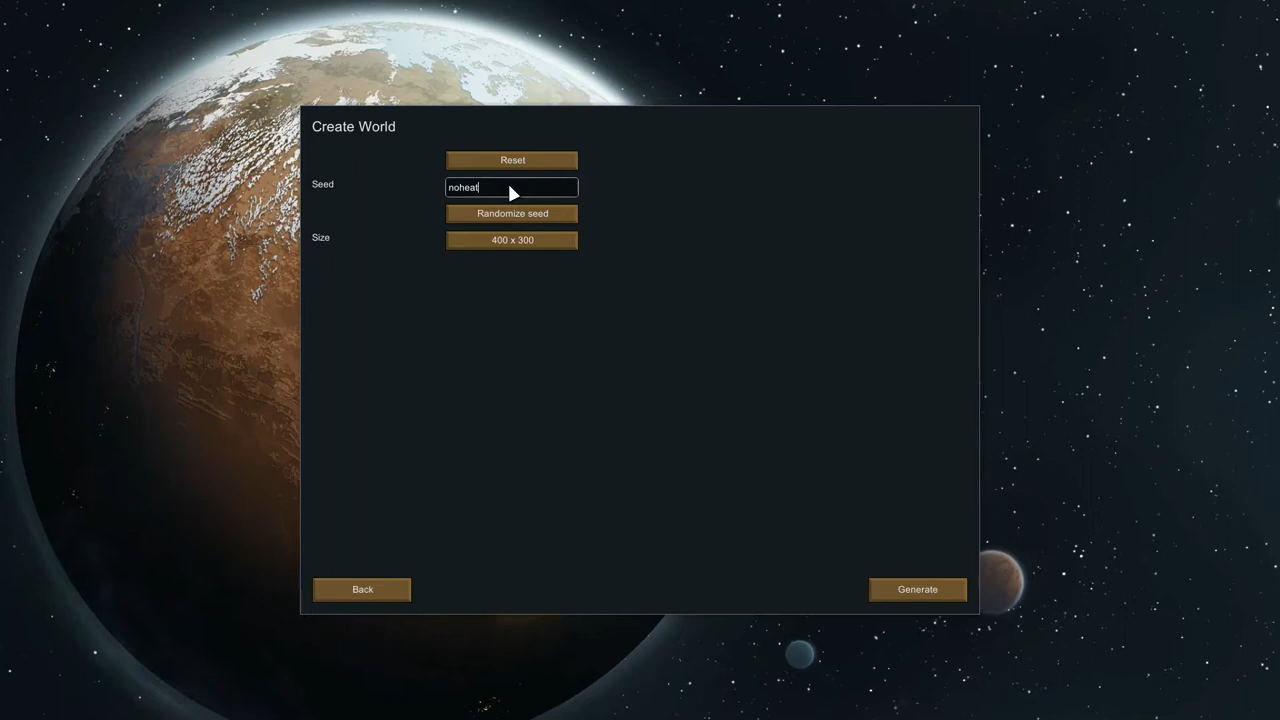 Create World
Reset
Seed
noheat
Randomize seed
Size
400 x 300
Back
Generate